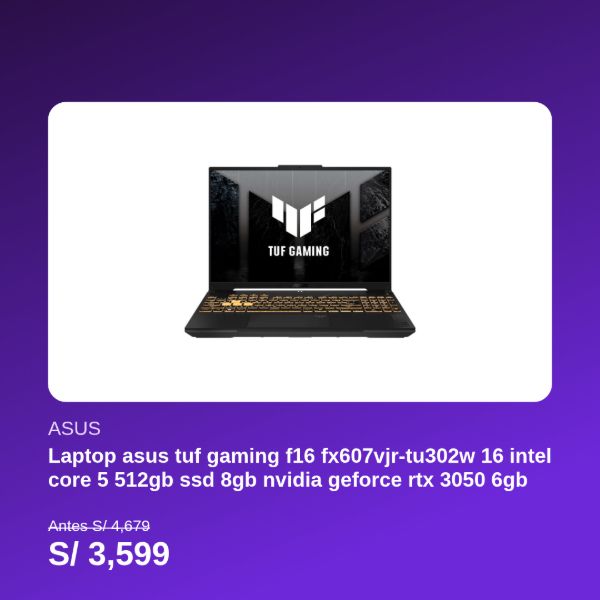 TUF GAMING
ASUS
Laptop asus tuf gaming f16 fx607vjr-tu302w 16 intel
core 5 512gb ssd 8gb nvidia geforce rtx 3050 6gb
Antes S/ 4,679
S/ 3,599